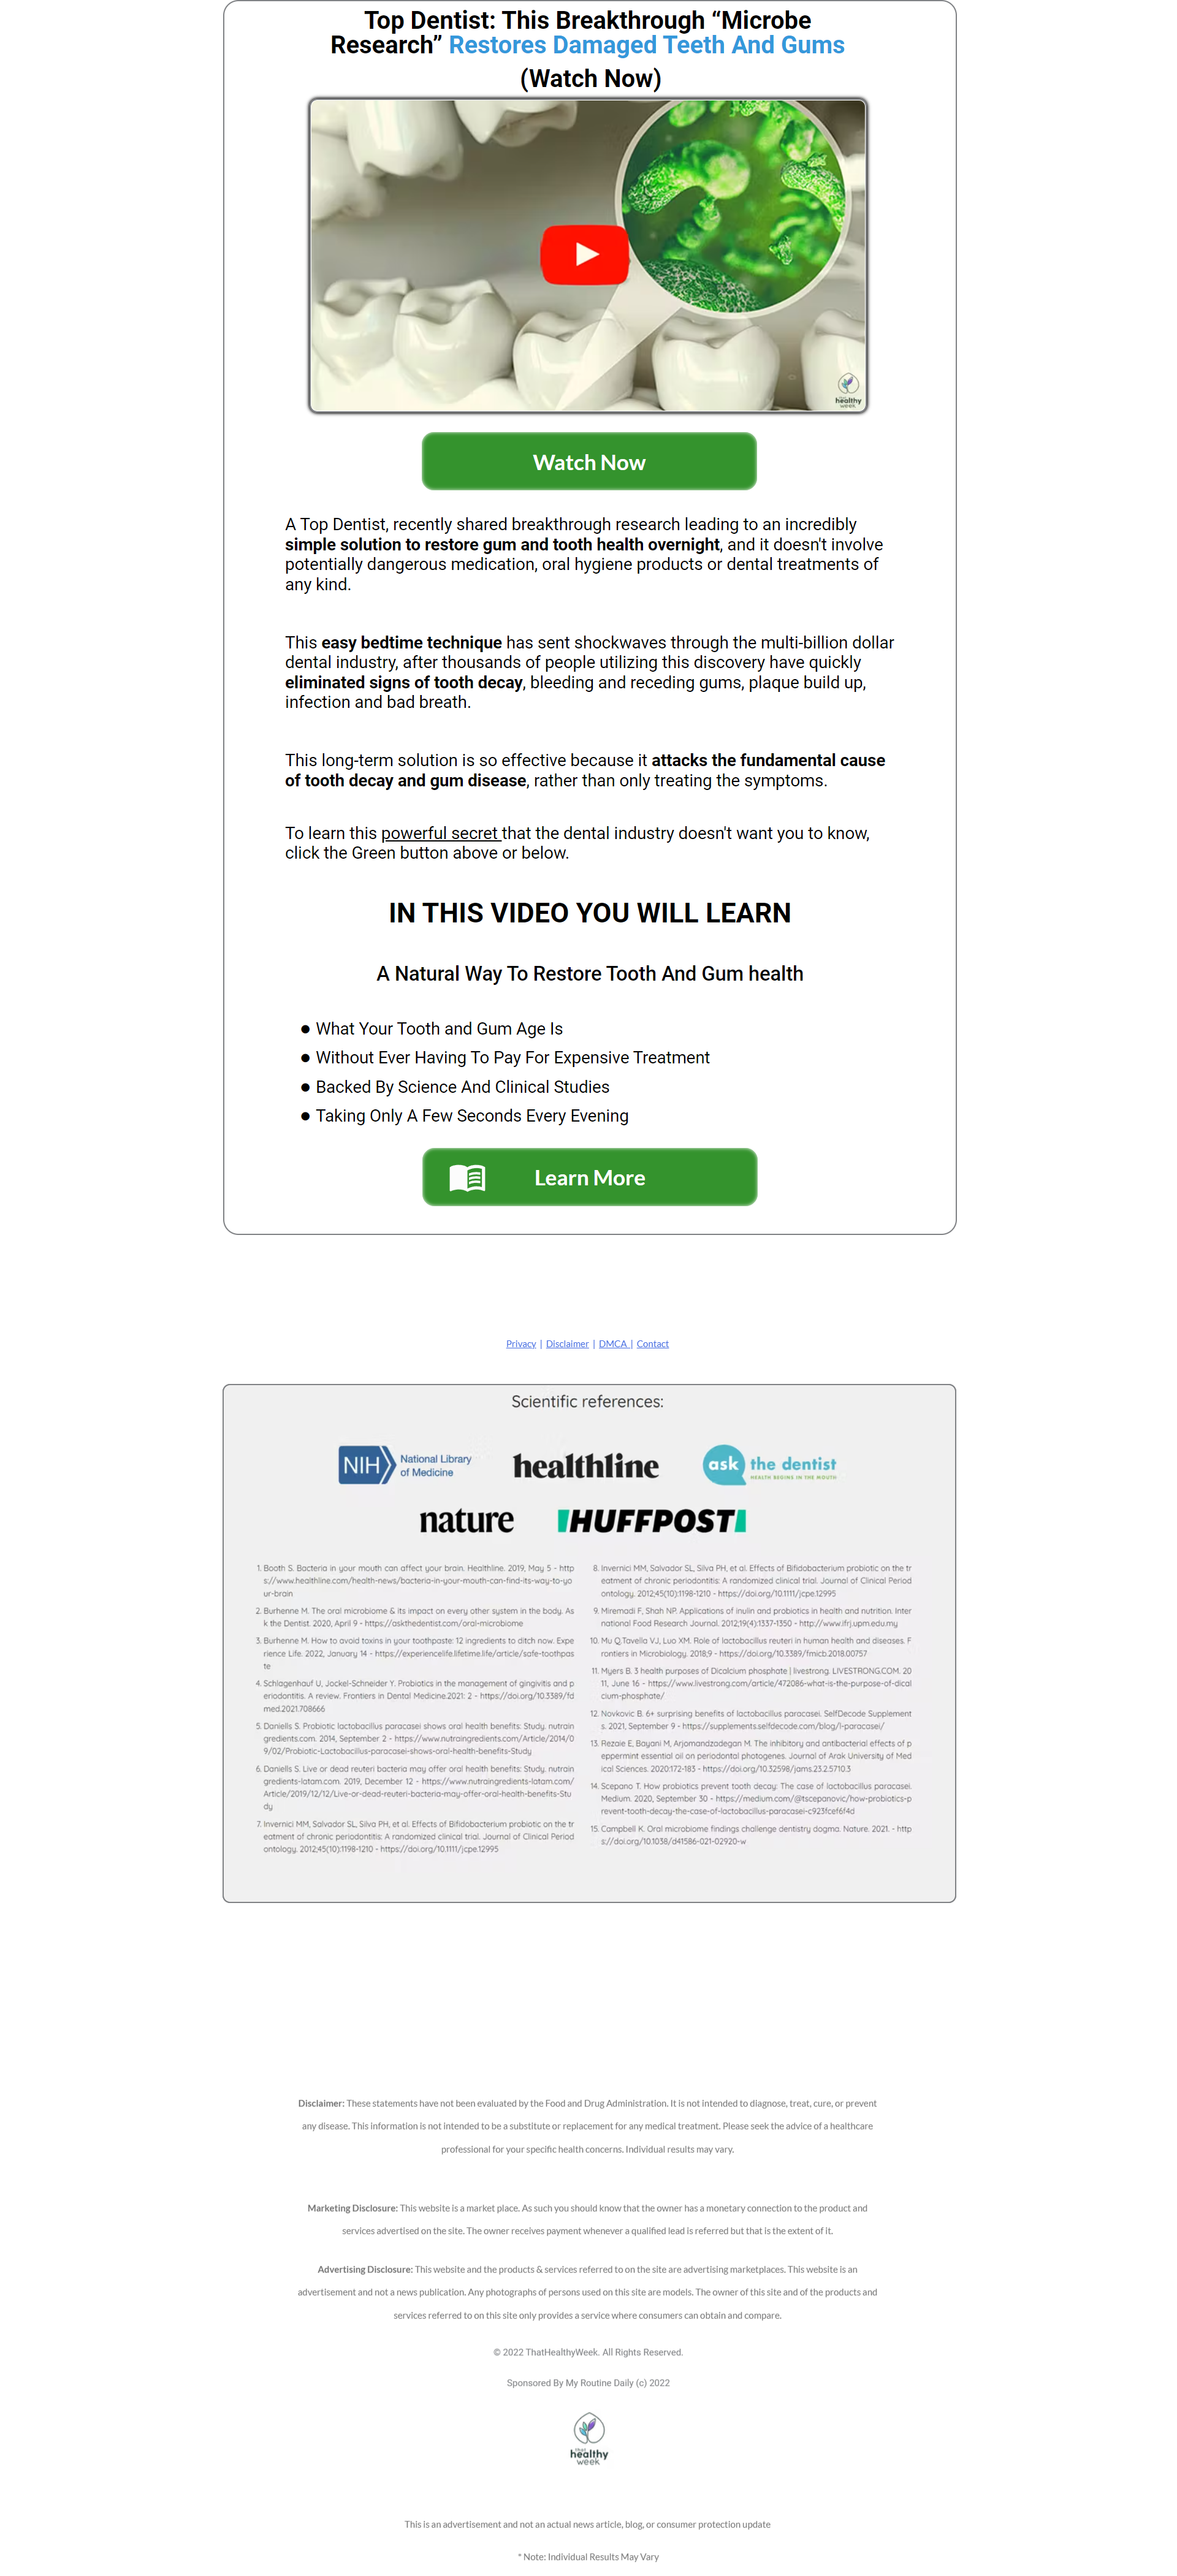 Top Dentist: This Breakthrough “Microbe
Research” Restores Damaged Teeth And Gums
(Watch Now)
healthy
week
Watch Now
A Top Dentist, recently shared breakthrough research leading to an incredibly
simple solution to restore gum and tooth health overnight, and it doesn't involve
potentially dangerous medication, oral hygiene products or dental treatments of
any kind.
This easy bedtime technique has sent shockwaves through the multi-billion dollar
dental industry, after thousands of people utilizing this discovery have quickly
eliminated signs of tooth decay, bleeding and receding gums, plaque build up,
infection and bad breath.
This long-term solution is so effective because it attacks the fundamental cause
of tooth decay and gum disease, rather than only treating the symptoms.
To learn this powerful secret that the dental industry doesn't want you to know,
click the Green button above or below.
IN THIS VIDEO YOU WILL LEARN
A Natural Way To Restore Tooth And Gum health
● What Your Tooth and Gum Age Is
● Without Ever Having To Pay For Expensive Treatment
● Backed By Science And Clinical Studies
● Taking Only A Few Seconds Every Evening
Learn More
Privacy | Disclaimer | DMCA | Contact
Scientific references:
NIH National Library
of Medicine
healthline
ask the dentist
HEALTH BEGINS IN THE MOUTH
nature
HUFFPOST
1. Booth S. Bacteria in your mouth can affect your brain. Healthline. 2019, May 5 - http
s://www.healthline.com/health-news/bacteria-in-your-mouth-can-find-its-way-to-yo
ur-brain
2. Burhenne M. The oral microbiome & its impact on every other system in the body. As
k the Dentist. 2020, April 9 - https://askthedentist.com/oral-microbiome
3. Burhenne M. How to avoid toxins in your toothpaste: 12 ingredients to ditch now. Expe
rience Life. 2022, January 14 - https://experiencelife.lifetime.life/article/safe-toothpas
te
4. Schlagenhauf U, Jockel-Schneider Y. Probiotics in the management of gingivitis and p
eriodontitis. A review. Frontiers in Dental Medicine.2021: 2 - https://doi.org/10.3389/fd
med.2021.708666
5. Daniells S. Probiotic lactobacillus paracasei shows oral health benefits: Study. nutrain
gredients.com. 2014, September 2 - https://www.nutraingredients.com/Article/2014/0
9/02/Probiotic-Lactobacillus-paracasei-shows-oral-health-benefits-Study
6. Daniells S. Live or dead reuteri bacteria may offer oral health benefits: Study. nutrain
gredients-latam.com. 2019, December 12 - https://www.nutraingredients-latam.com/
Article/2019/12/12/Live-or-dead-reuteri-bacteria-may-offer-oral-health-benefits-Stu
dy
7. Invernici MM, Salvador SL, Silva PH, et al. Effects of Bifidobacterium probiotic on the tr
eatment of chronic periodontitis: A randomized clinical trial. Journal of Clinical Period
ontology. 2012;45(10):1198-1210 - https://doi.org/10.1111/jcpe.12995
8. Invernici MM, Salvador SL, Silva PH, et al. Effects of Bifidobacterium probiotic on the tr
eatment of chronic periodontitis: A randomized clinical trial. Journal of Clinical Period
ontology. 2012;45(10):1198-1210 - https://doi.org/10.1111/jcpe.12995
9. Miremadi F, Shah NP. Applications of inulin and probiotics in health and nutrition. Inter
national Food Research Journal. 2012;19(4):1337-1350 - http://www.ifrj.upm.edu.my
10. Mu Q.Tavella VJ, Luo XM. Role of lactobacillus reuteri in human health and diseases. F
rontiers in Microbiology. 2018;9 - https://doi.org/10.3389/fmicb.2018.00757
11. Myers B. 3 health purposes of Dicalcium phosphate | livestrong. LIVESTRONG.COM. 20
11, June 16 - https://www.livestrong.com/article/472086-what-is-the-purpose-of-dical
cium-phosphate/
12. Novkovic B. 6+ surprising benefits of lactobacillus paracasei. SelfDecode Supplement
s. 2021, September 9 - https://supplements.selfdecode.com/blog/l-paracasei/
13. Rezaie E, Bayani M, Arjomandzadegan M. The inhibitory and antibacterial effects of p
eppermint essential oil on periodontal photogenes. Journal of Arak University of Med
ical Sciences. 2020:172-183 - https://doi.org/10.32598/jams.23.2.5710.3
14. Scepano T. How probiotics prevent tooth decay: The case of lactobacillus paracasei.
Medium. 2020, September 30 - https://medium.com/@tscepanovic/how-probiotics-p
revent-tooth-decay-the-case-of-lactobacillus-paracasei-c923fcef6f4d
15. Campbell K. Oral microbiome findings challenge dentistry dogma. Nature. 2021. - http
s://doi.org/10.1038/d41586-021-02920-w
Disclaimer: These statements have not been evaluated by the Food and Drug Administration. It is not intended to diagnose, treat, cure, or prevent
any disease. This information is not intended to be a substitute or replacement for any medical treatment. Please seek the advice of a healthcare
professional for your specific health concerns. Individual results may vary.
Marketing Disclosure: This website is a market place. As such you should know that the owner has a monetary connection to the product and
services advertised on the site. The owner receives payment whenever a qualified lead is referred but that is the extent of it.
Advertising Disclosure: This website and the products & services referred to on the site are advertising marketplaces. This website is an
advertisement and not a news publication. Any photographs of persons used on this site are models. The owner of this site and of the products and
services referred to on this site only provides a service where consumers can obtain and compare.
© 2022 ThatHealthyWeek. All Rights Reserved.
Sponsored By My Routine Daily (c) 2022
that
healthy
week
This is an advertisement and not an actual news article, blog, or consumer protection update
* Note: Individual Results May Vary